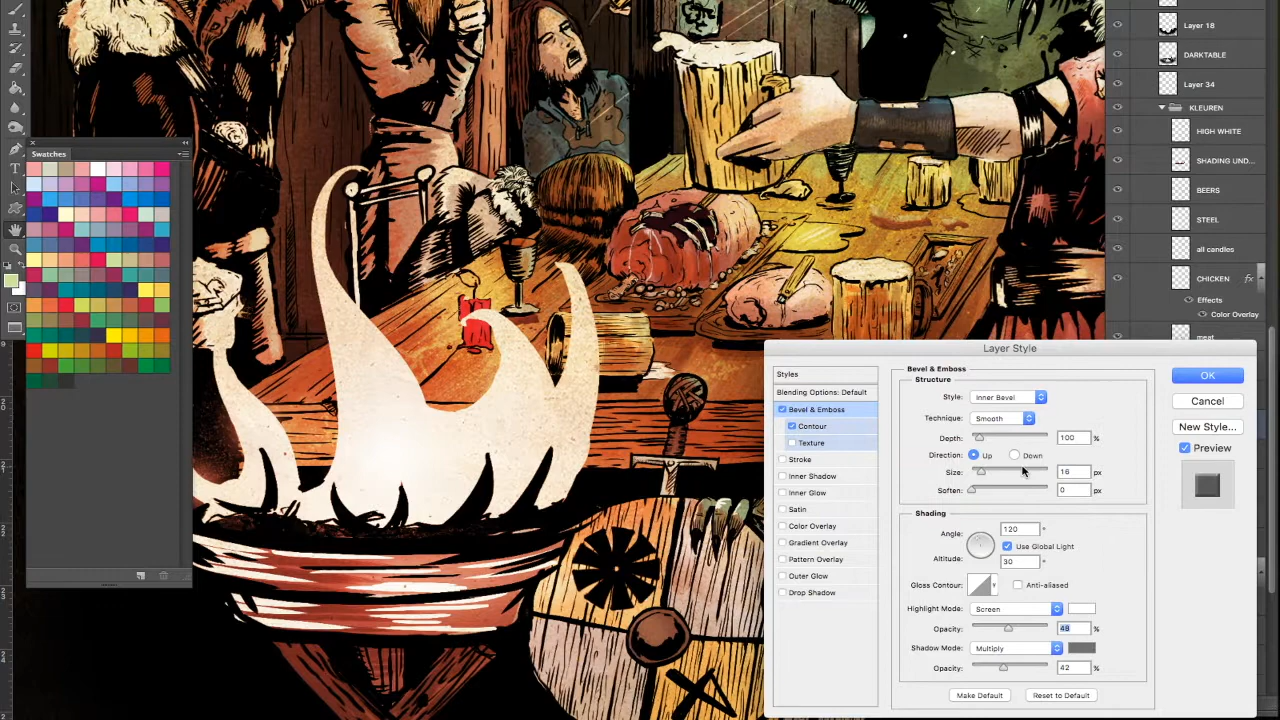 Swatches
Layer 18
DARKTABLE
Layer 34
KLEUREN
HIGH WHITE
SHADING UND...
BEERS
STEEL
all candles
CHICKEN fx
Effects
Color Overlay
meat
Layer Style
Styles
Blending Options: Default
Bevel & Emboss
Contour
Texture
Stroke
Inner Shadow
Inner Glow
Satin
Color Overlay
Gradient Overlay
Pattern Overlay
Outer Glow
Drop Shadow
Bevel & Emboss
Structure
Style: Inner Bevel
Technique: Smooth
Depth: 100 %
Direction: Up Down
Size: 16 px
Soften: 0 px
Shading
Angle: 120 °
Use Global Light
Altitude: 30 °
Gloss Contour: Anti-aliased
Highlight Mode: Screen
Opacity: 48 %
Shadow Mode: Multiply
Opacity: 42 %
Make Default Reset to Default
OK
Cancel
New Style...
Preview